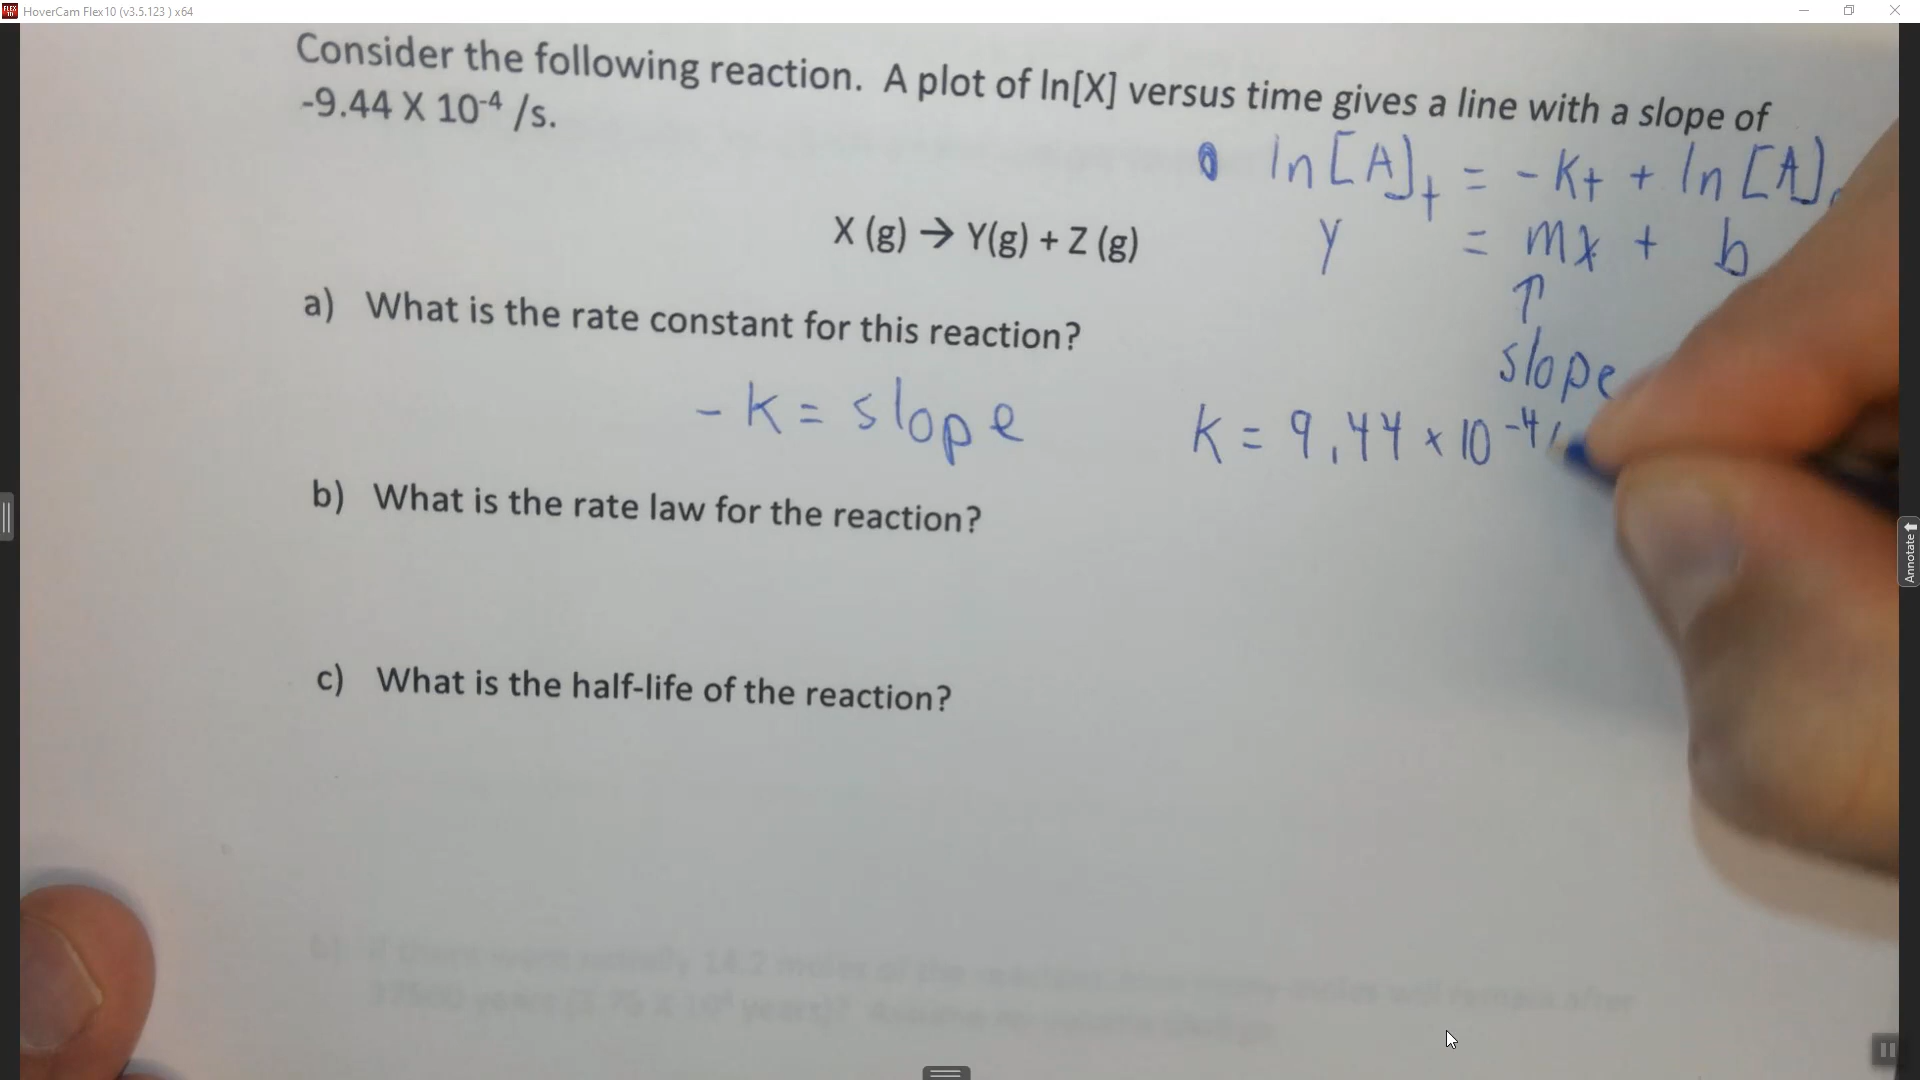 HoverCam Flex10 (v3.5.123 ) x64
Consider the following reaction. A plot of ln[X] versus time gives a line with a slope of
-9.44 X 10⁻⁴ /s.
ln[A]t = -Kt + ln[A]
X (g) → Y(g) + Z (g)
y = mx + b
↑
slope
a) What is the rate constant for this reaction?
-K = slope
K = 9.44 × 10⁻⁴/
b) What is the rate law for the reaction?
Annotate
c) What is the half-life of the reaction?